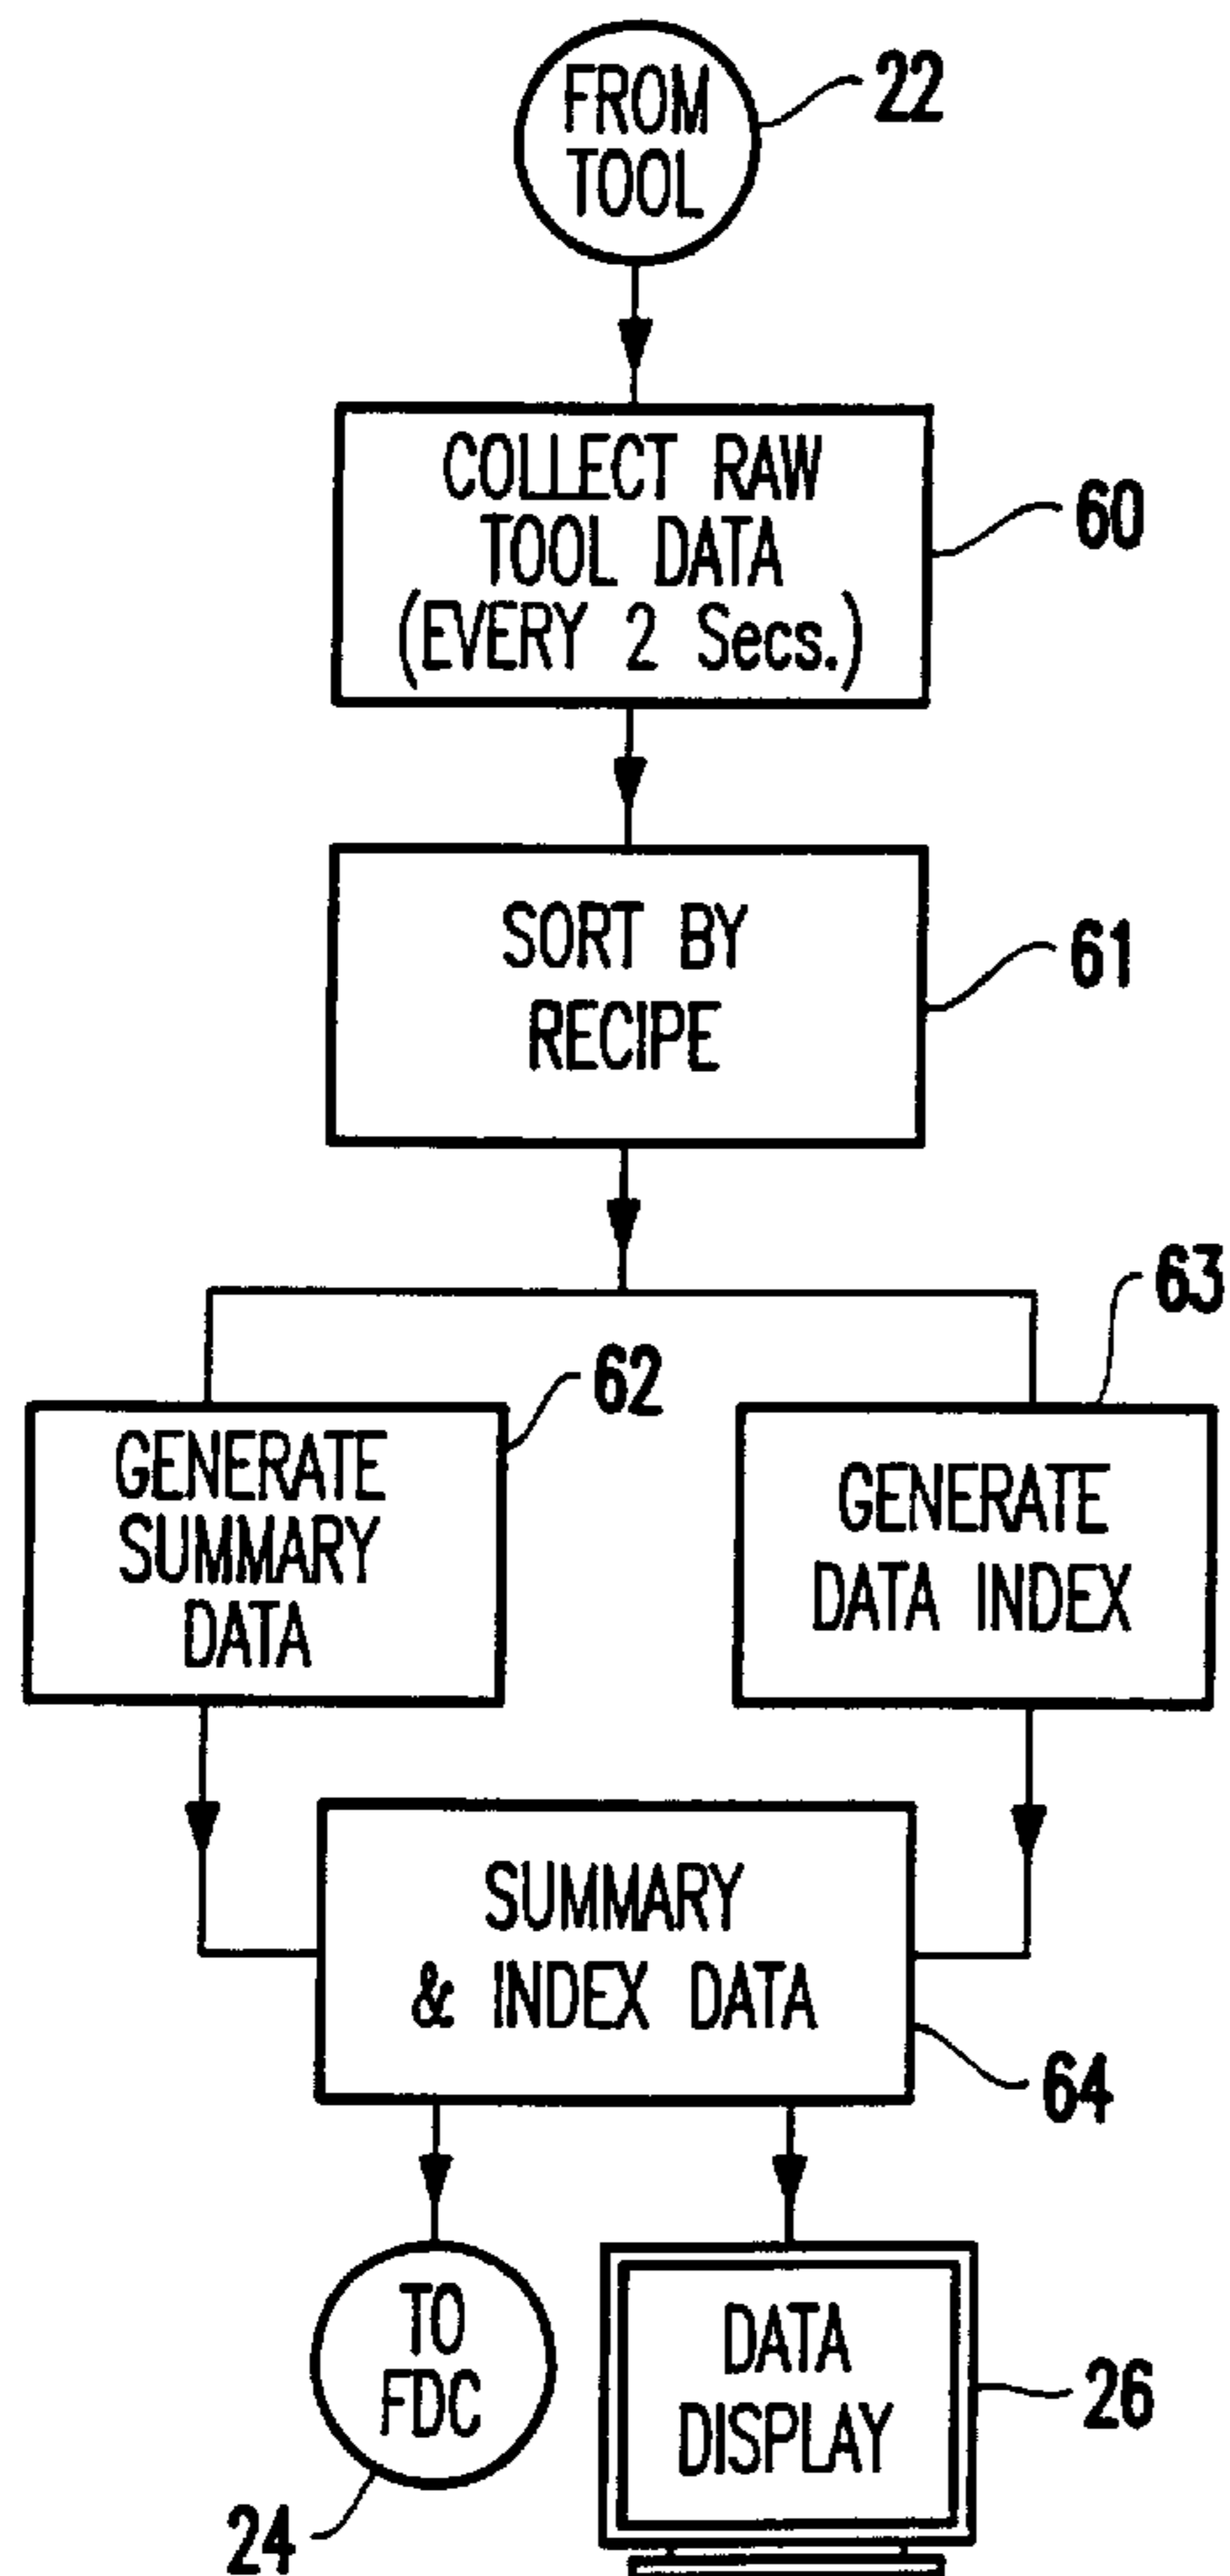 FROM
TOOL
22
COLLECT RAW
TOOL DATA
(EVERY 2 Secs.)
60
SORT BY
RECIPE
61
63
62
GENERATE
SUMMARY
DATA
GENERATE
DATA INDEX
SUMMARY
& INDEX DATA
64
TO
FDC
24
DATA
DISPLAY
26